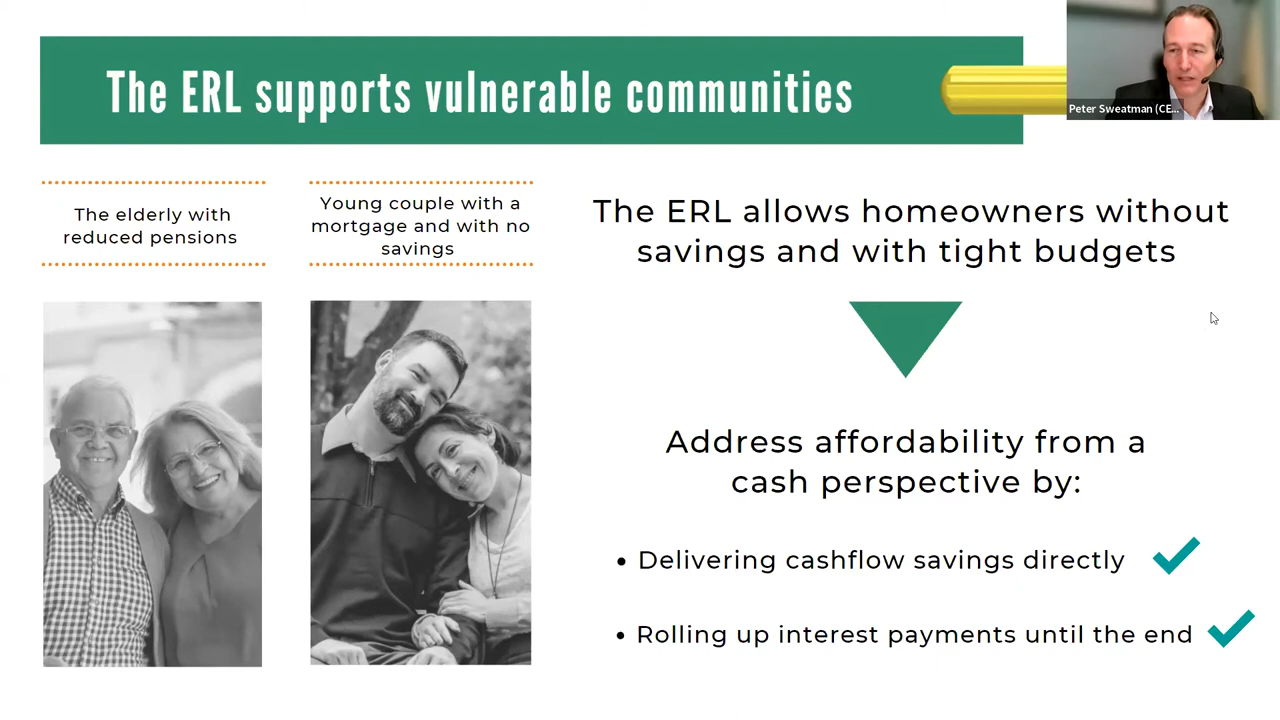 The ERL supports vulnerable communities
Peter Sweatman (CE...
The elderly with
reduced pensions
Young couple with a
mortgage and with no
savings
The ERL allows homeowners without
savings and with tight budgets
Address affordability from a
cash perspective by:
• Delivering cashflow savings directly
• Rolling up interest payments until the end